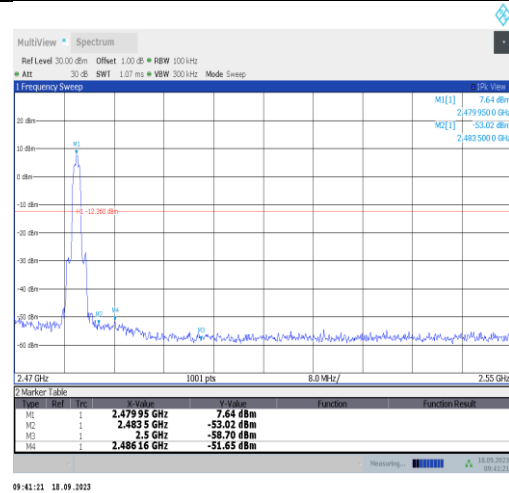 MultiView Spectrum
Ref Level 30.00 dBm Offset 1.00 dB RBW 100 kHz
Att 30 dB SWT 1.07 ms VBW 300 kHz Mode Sweep
1 Frequency Sweep 1Pk View
M1[1] 7.64 dBm
2.479950 0 GHz
M2[1] -53.02 dBm
2.483500 0 GHz
20 dBm
M1
10 dBm
0 dBm
-10 dBm
H1 -12.360 dBm
-20 dBm
-30 dBm
-40 dBm
-50 dBm
M2
M4
M3
-60 dBm
2.47 GHz 1001 pts 8.0 MHz/ 2.55 GHz
2 Marker Table
Type Ref Trc X-Value Y-Value Function Function Result
M1 1 2.479 95 GHz 7.64 dBm
M2 1 2.483 5 GHz -53.02 dBm
M3 1 2.5 GHz -58.70 dBm
M4 1 2.486 16 GHz -51.65 dBm
Measuring... 18.09.2023
09:41:21
09:41:21 18.09.2023